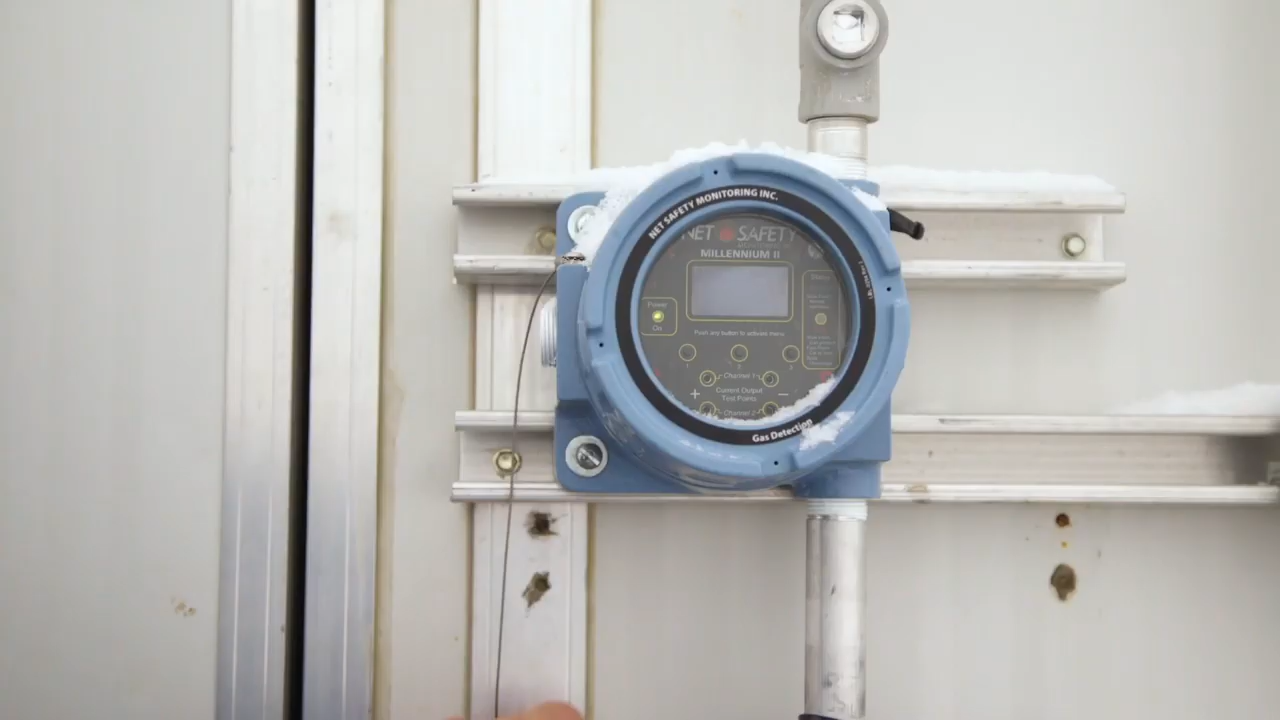 NET SAFETY MONITORING INC.
NET SAFETY
MILLENNIUM II
Power
On
Push any button to activate menu
1 2 3
Channel 1
+ Current Output −
Test Points
Channel 2
Gas Detection